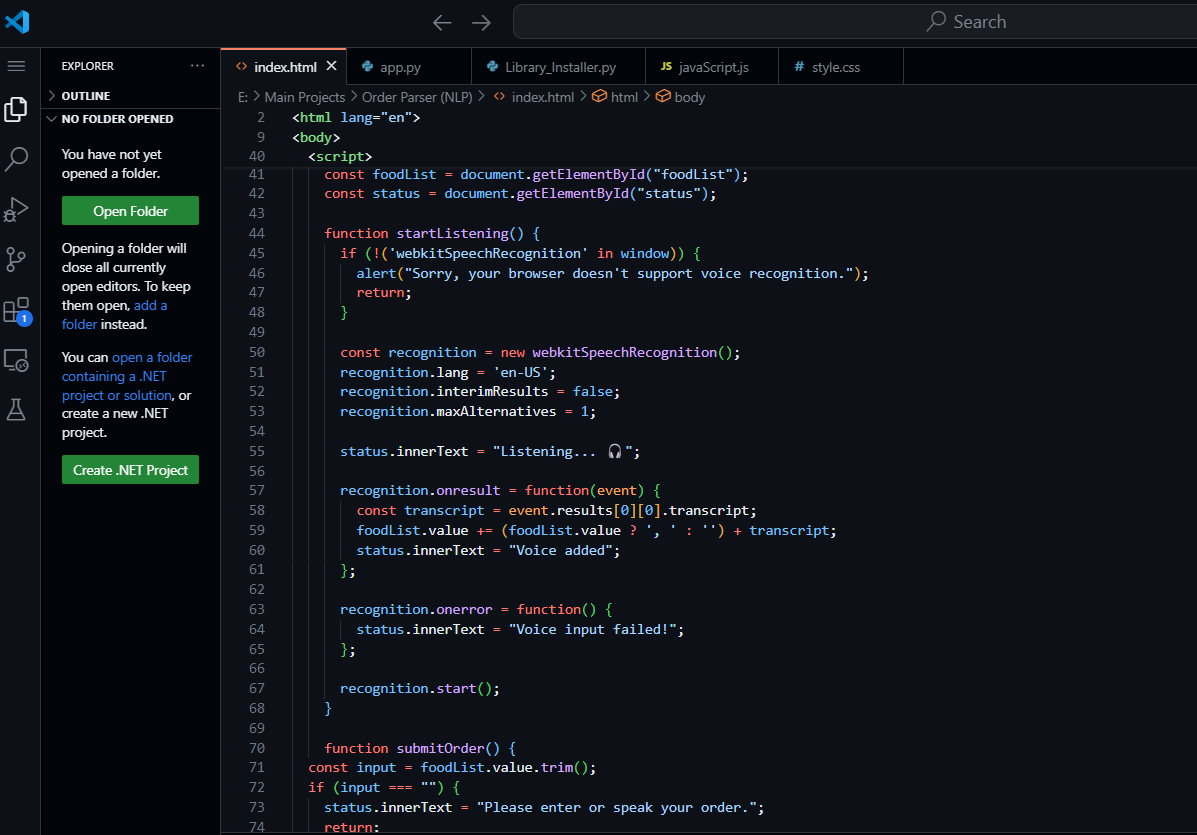 Search
EXPLORER ...
OUTLINE
NO FOLDER OPENED
You have not yet
opened a folder.
Open Folder
Opening a folder will
close all currently
open editors. To keep
them open, add a
folder instead.
You can open a folder
containing a .NET
project or solution, or
create a new .NET
project.
Create .NET Project
1
<> index.html × app.py Library_Installer.py JS javaScript.js # style.css
E: > Main Projects > Order Parser (NLP) > <> index.html > html > body
2 <html lang="en">
9 <body>
40 <script>
41 const foodList = document.getElementById("foodList");
42 const status = document.getElementById("status");
43
44 function startListening() {
45 if (!('webkitSpeechRecognition' in window)) {
46 alert("Sorry, your browser doesn't support voice recognition.");
47 return;
48 }
49
50 const recognition = new webkitSpeechRecognition();
51 recognition.lang = 'en-US';
52 recognition.interimResults = false;
53 recognition.maxAlternatives = 1;
54
55 status.innerText = "Listening... 🎧";
56
57 recognition.onresult = function(event) {
58 const transcript = event.results[0][0].transcript;
59 foodList.value += (foodList.value ? ', ' : '') + transcript;
60 status.innerText = "Voice added";
61 };
62
63 recognition.onerror = function() {
64 status.innerText = "Voice input failed!";
65 };
66
67 recognition.start();
68 }
69
70 function submitOrder() {
71 const input = foodList.value.trim();
72 if (input === "") {
73 status.innerText = "Please enter or speak your order.";
74 return;